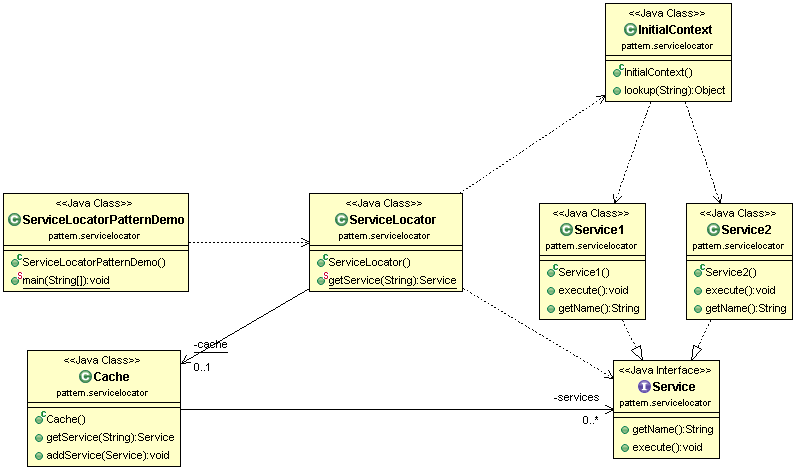 <<Java Class>>
InitialContext
pattern.servicelocator
InitialContext()
lookup(String):Object
<<Java Class>>
ServiceLocatorPatternDemo
pattern.servicelocator
ServiceLocatorPatternDemo()
main(String[]):void
<<Java Class>>
ServiceLocator
pattern.servicelocator
ServiceLocator()
getService(String):Service
<<Java Class>>
Service1
pattern.servicelocator
Service1()
execute():void
getName():String
<<Java Class>>
Service2
pattern.servicelocator
Service2()
execute():void
getName():String
-cache
0..1
<<Java Class>>
Cache
pattern.servicelocator
Cache()
getService(String):Service
addService(Service):void
-services
0..*
<<Java Interface>>
Service
pattern.servicelocator
getName():String
execute():void